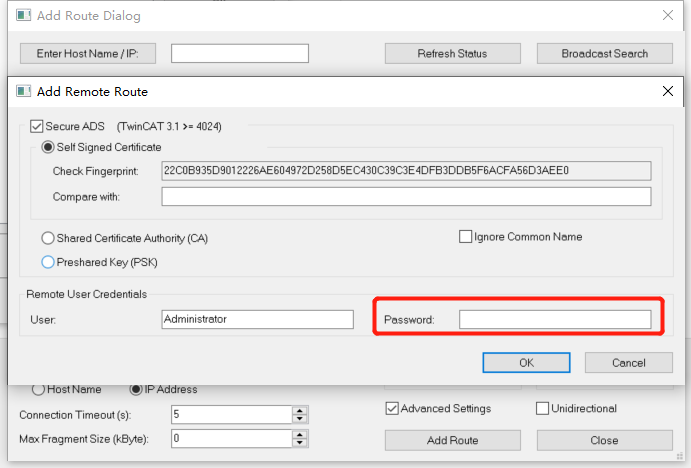 Add Route Dialog
Enter Host Name / IP:
Refresh Status
Broadcast Search
Add Remote Route
Secure ADS (TwinCAT 3.1 >= 4024)
Self Signed Certificate
Check Fingerprint: 22C0B935D9012226AE604972D258D5EC430C39C3E4DFB3DDB5F6ACFA56D3AEE0
Compare with:
Shared Certificate Authority (CA)
Ignore Common Name
Preshared Key (PSK)
Remote User Credentials
User: Administrator Password:
OK Cancel
Host Name IP Address
Connection Timeout (s): 5 Advanced Settings Unidirectional
Max Fragment Size (kByte): 0 Add Route Close